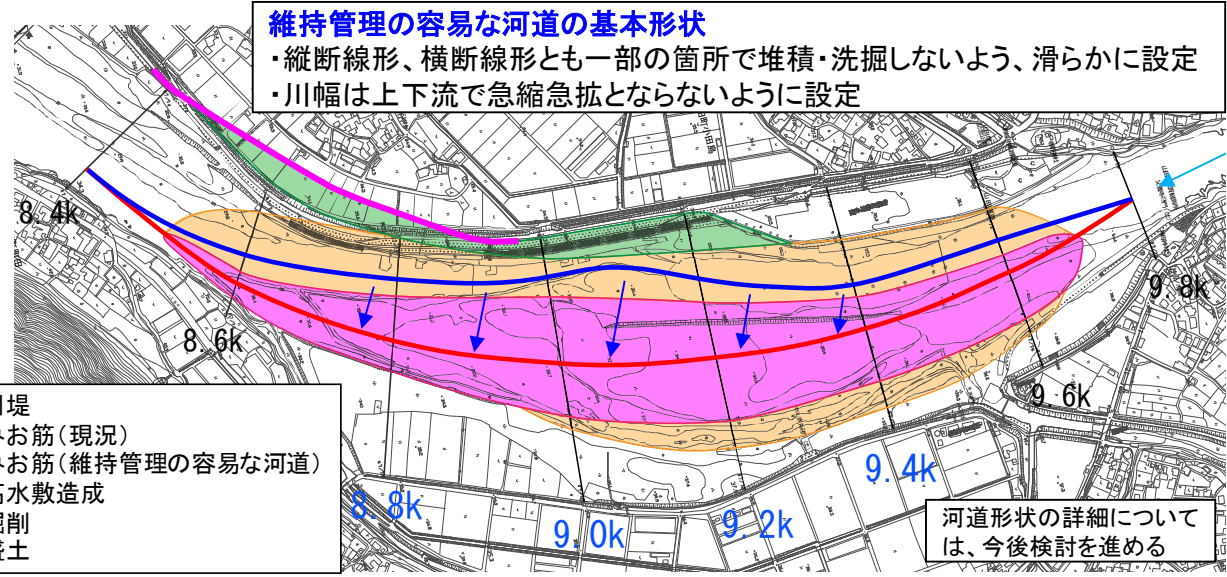 維持管理の容易な河道の基本形状
・縦断線形、横断線形とも一部の箇所で堆積・洗掘しないよう、滑らかに設定
・川幅は上下流で急縮急拡とならないように設定
8.4k
8.6k
8.8k
9.0k
9.2k
9.4k
9.6k
9.8k
堤
お筋（現況）
お筋（維持管理の容易な河道）
高水敷造成
掘削
盛土
河道形状の詳細について
は、今後検討を進める